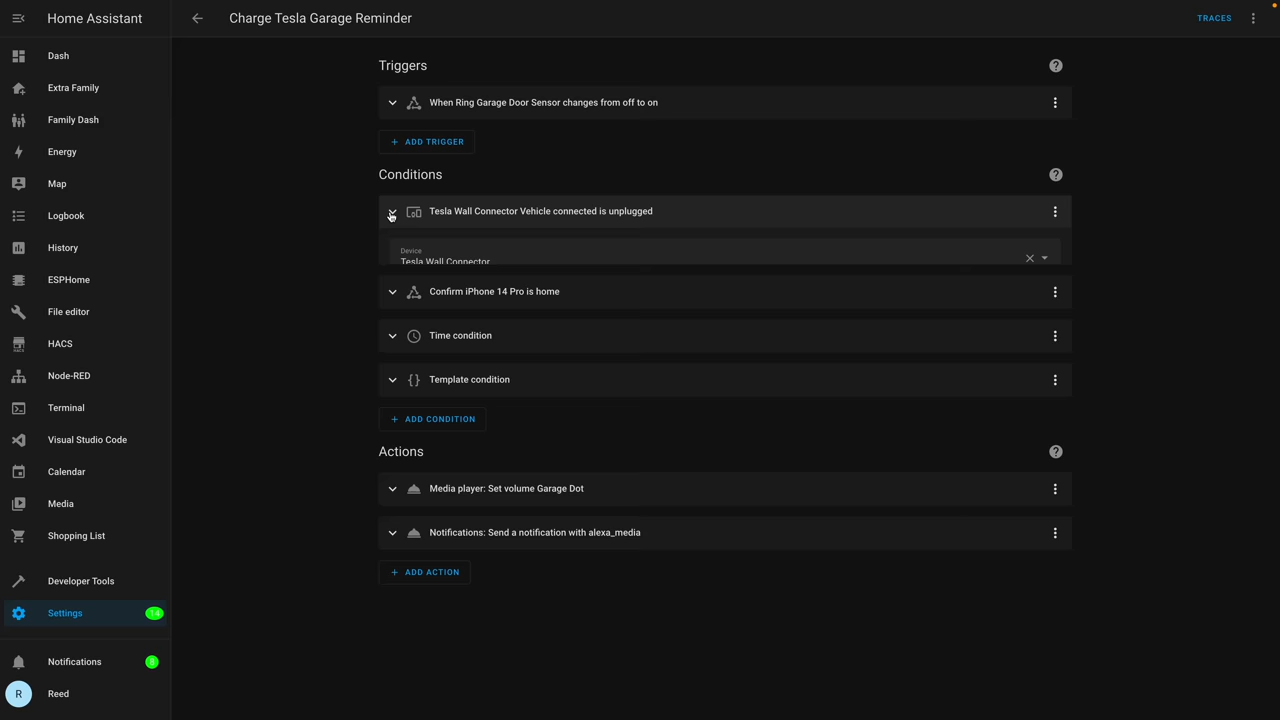 Home Assistant
Charge Tesla Garage Reminder
TRACES
Dash
Extra Family
Family Dash
Energy
Map
Logbook
History
ESPHome
File editor
HACS
Node-RED
Terminal
Visual Studio Code
Calendar
Media
Shopping List
Developer Tools
Settings
14
Notifications
8
R
Reed
Triggers
When Ring Garage Door Sensor changes from off to on
ADD TRIGGER
Conditions
Tesla Wall Connector Vehicle connected is unplugged
Device
Tesla Wall Connector
Confirm iPhone 14 Pro is home
Time condition
Template condition
ADD CONDITION
Actions
Media player: Set volume Garage Dot
Notifications: Send a notification with alexa_media
ADD ACTION